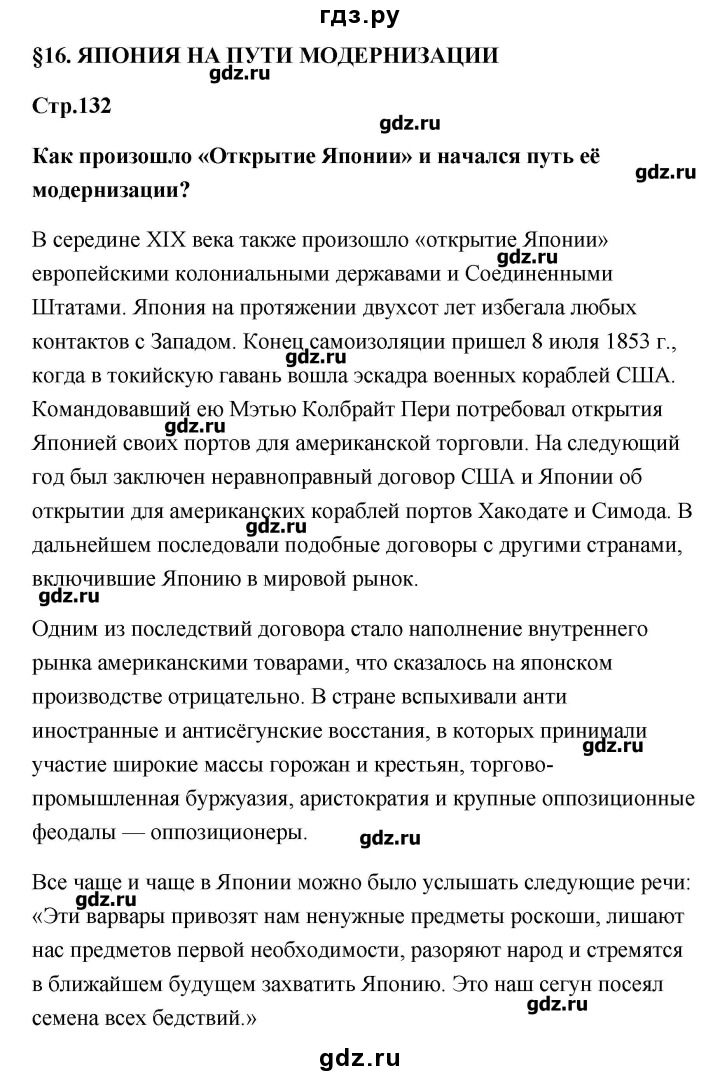 гдз.ру
§16. ЯПОНИЯ НА ПУТИ МОДЕРНИЗАЦИИ
gdz.ru
Стр.132
gdz.ru
Как произошло «Открытие Японии» и начался путь её
gdz.ru
модернизации?
В середине XIX века также произошло «открытие Японии»
gdz.ru
европейскими колониальными державами и Соединенными
Штатами. Япония на протяжении двухсот лет избегала любых
контактов с Западом. Конец самоизоляции пришел 8 июля 1853 г.,
gdz.ru
когда в токийскую гавань вошла эскадра военных кораблей США.
Командовавший ею Мэтью Колбрайт Пери потребовал открытия
gdz.ru
Японией своих портов для американской торговли. На следующий
год был заключен неравноправный договор США и Японии об
открытии для американских кораблей портов Хакодате и Симода. В
gdz.ru
дальнейшем последовали подобные договоры с другими странами,
включившие Японию в мировой рынок.
gdz.ru
Одним из последствий договора стало наполнение внутреннего
рынка американскими товарами, что сказалось на японском
производстве отрицательно. В стране вспыхивали анти
иностранные и антисёгунские восстания, в которых принимали
gdz.ru
участие широкие массы горожан и крестьян, торгово-
промышленная буржуазия, аристократия и крупные оппозиционные
феодалы — оппозиционеры.
gdz.ru
Все чаще и чаще в Японии можно было услышать следующие речи:
gdz.ru
«Эти варвары привозят нам ненужные предметы роскоши, лишают
нас предметов первой необходимости, разоряют народ и стремятся
в ближайшем будущем захватить Японию. Это наш сегун посеял
gdz.ru
семена всех бедствий.»
gdz.ru